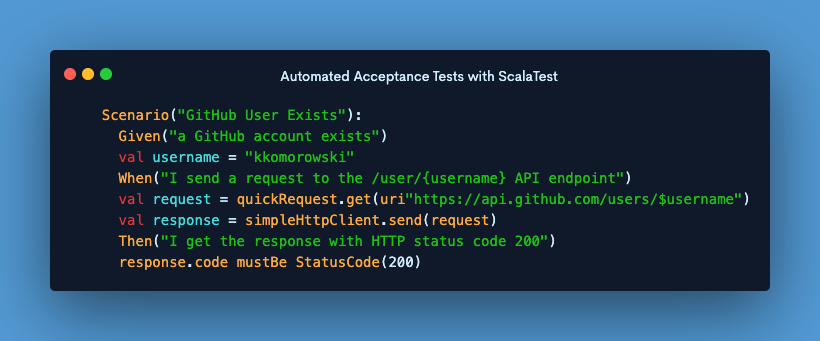 Automated Acceptance Tests with ScalaTest
Scenario("GitHub User Exists"):
Given("a GitHub account exists")
val username = "kkomorowski"
When("I send a request to the /user/{username} API endpoint")
val request = quickRequest.get(uri"https://api.github.com/users/$username")
val response = simpleHttpClient.send(request)
Then("I get the response with HTTP status code 200")
response.code mustBe StatusCode(200)